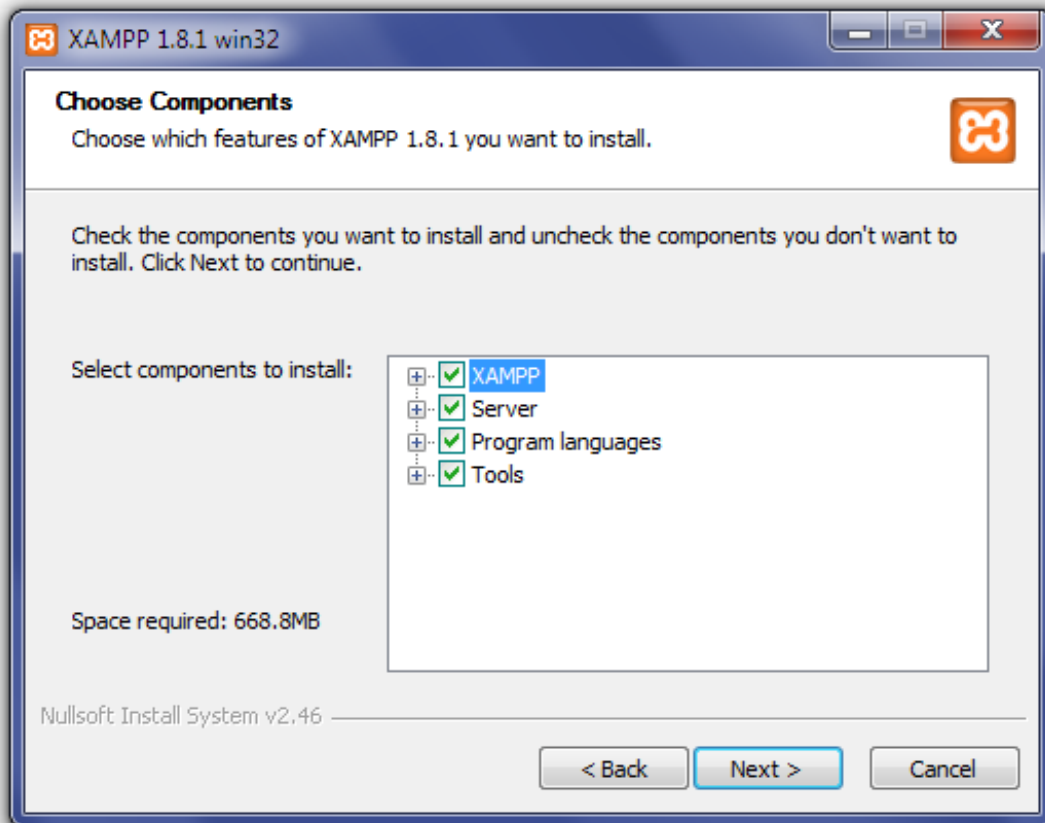 XAMPP 1.8.1 win32
Choose Components
Choose which features of XAMPP 1.8.1 you want to install.
Check the components you want to install and uncheck the components you don't want to
install. Click Next to continue.
Select components to install:
XAMPP
Server
Program languages
Tools
Space required: 668.8MB
Nullsoft Install System v2.46
< Back
Next >
Cancel